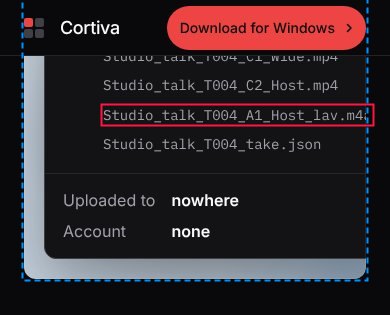 Cortiva
Download for Windows
Studio_talk_T004_C1_Wide.mp4
Studio_talk_T004_C2_Host.mp4
Studio_talk_T004_A1_Host_lav.m4
Studio_talk_T004_take.json
Uploaded to nowhere
Account none